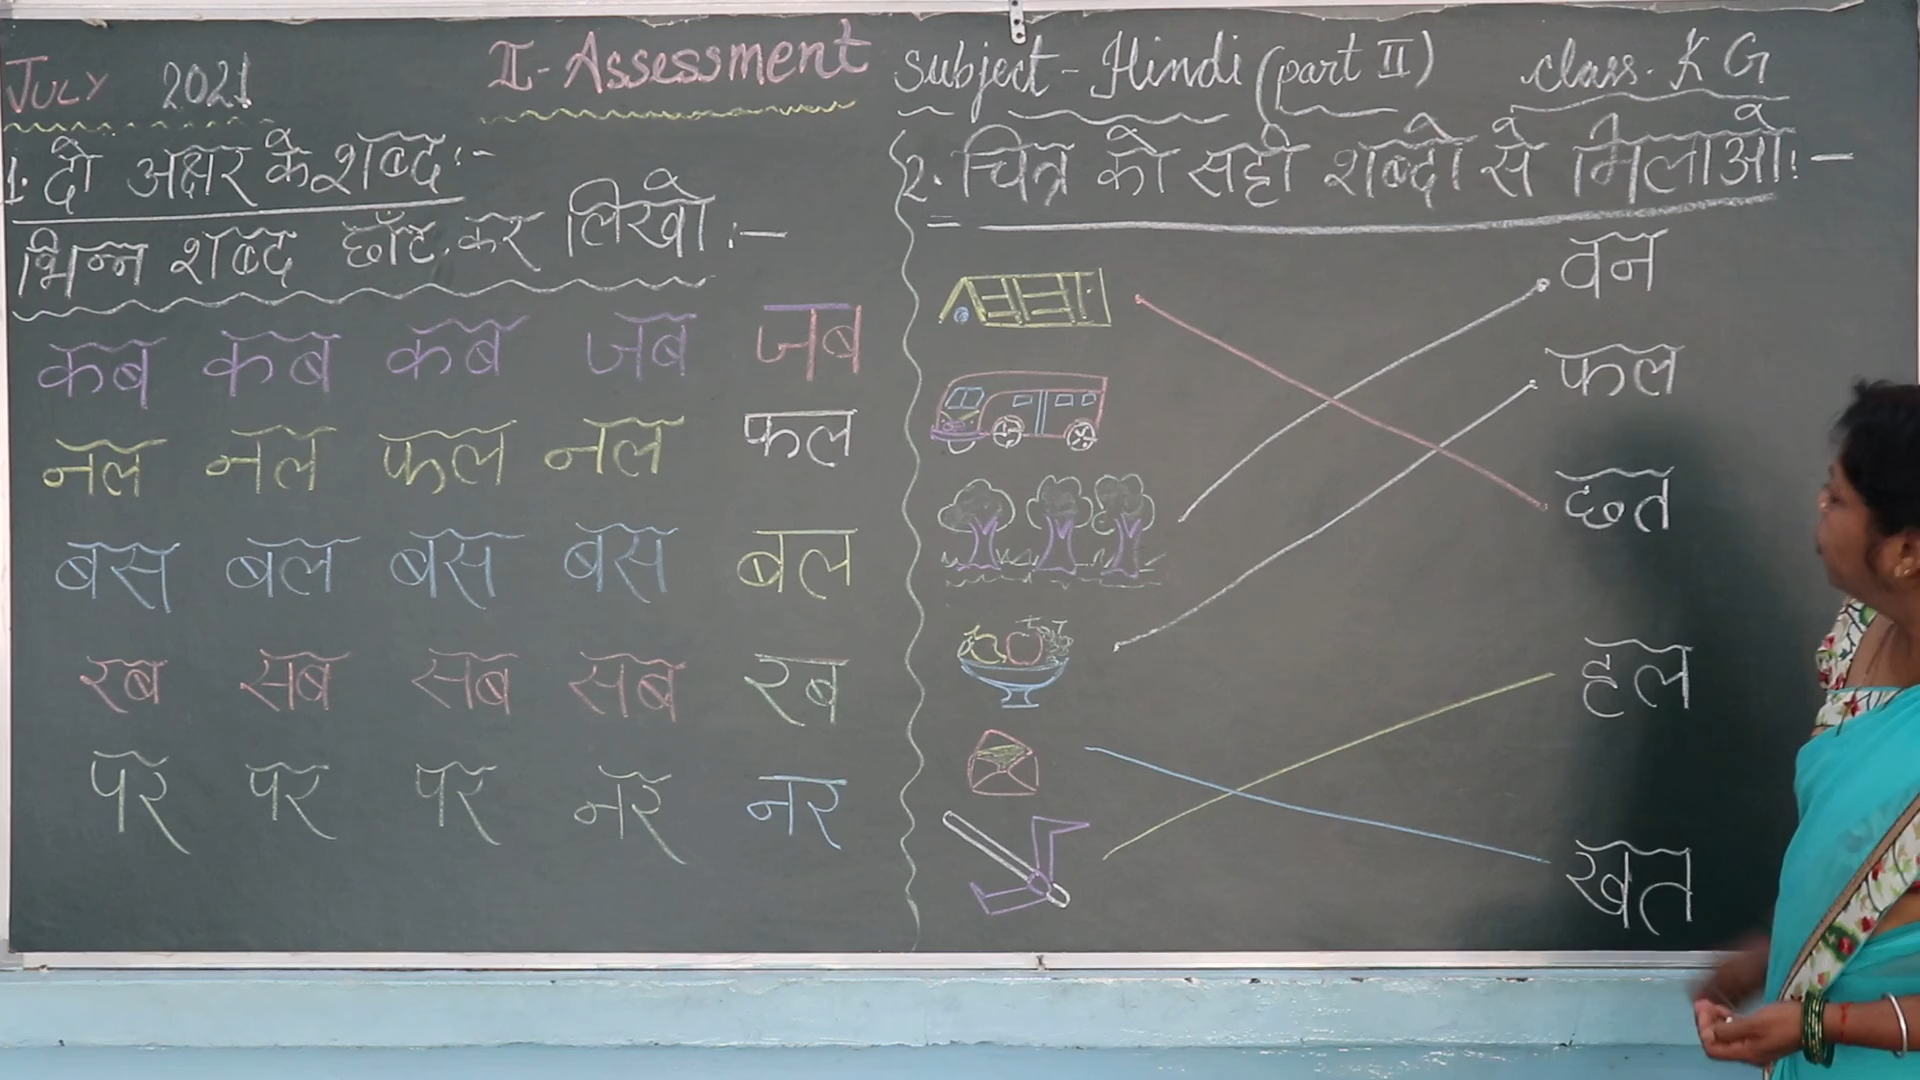 JULY 2021 II-Assessment Subject-Hindi (part II) class-KG
1. दो अक्षर के शब्द:-
भिन्न शब्द छाँट कर लिखो:-
कब कब कब जब जब
नल नल फल नल फल
बस बल बस बस बल
रब सब सब सब रब
पर पर पर नर नर
2. चित्र को सही शब्दो से मिलाओ:-
वन
फल
छत
हल
खत